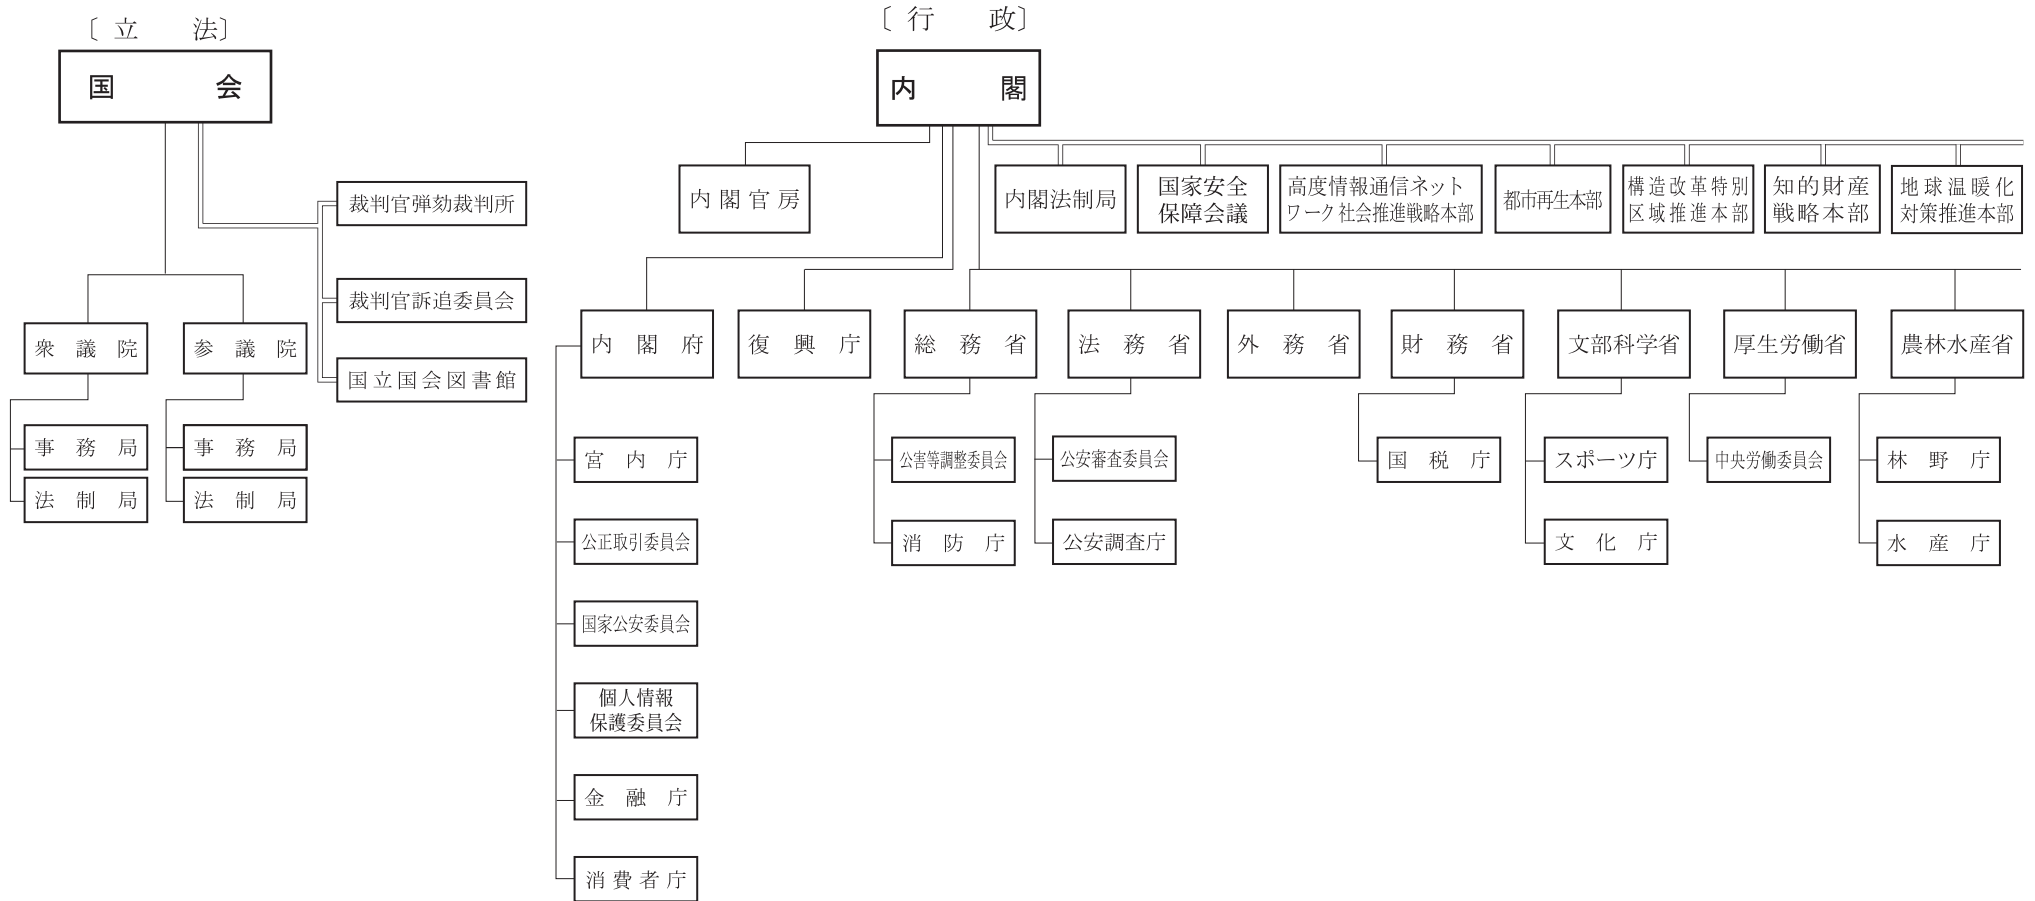 〔立　法〕
国　会
裁判官弾劾裁判所
裁判官訴追委員会
国立国会図書館
衆議院
参議院
事務局
法制局
事務局
法制局
〔行　政〕
内　閣
内閣官房
内閣法制局
国家安全
保障会議
高度情報通信ネット
ワーク社会推進戦略本部
都市再生本部
構造改革特別
区域推進本部
知的財産
戦略本部
地球温暖化
対策推進本部
内閣府
復興庁
総務省
法務省
外務省
財務省
文部科学省
厚生労働省
農林水産省
宮内庁
公正取引委員会
国家公安委員会
個人情報
保護委員会
金融庁
消費者庁
公害等調整委員会
消防庁
公安審査委員会
公安調査庁
国税庁
スポーツ庁
文化庁
中央労働委員会
林野庁
水産庁